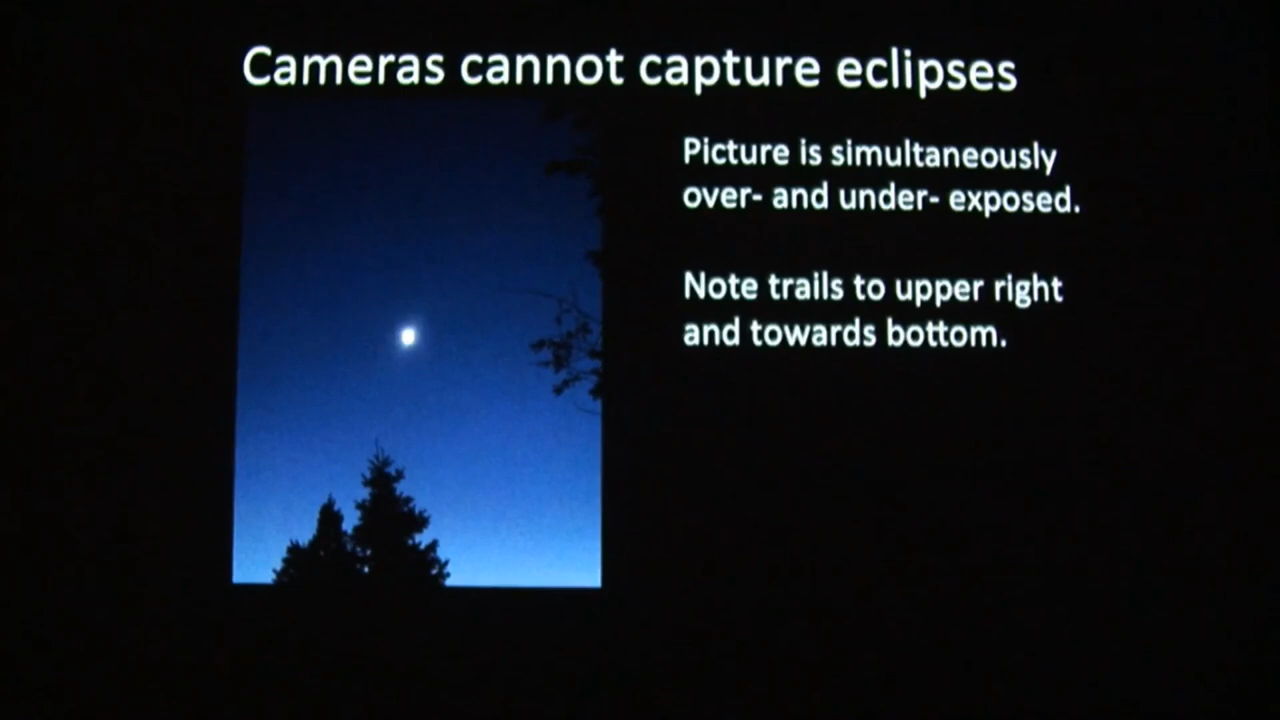 Cameras cannot capture eclipses
Picture is simultaneously
over- and under- exposed.
Note trails to upper right
and towards bottom.